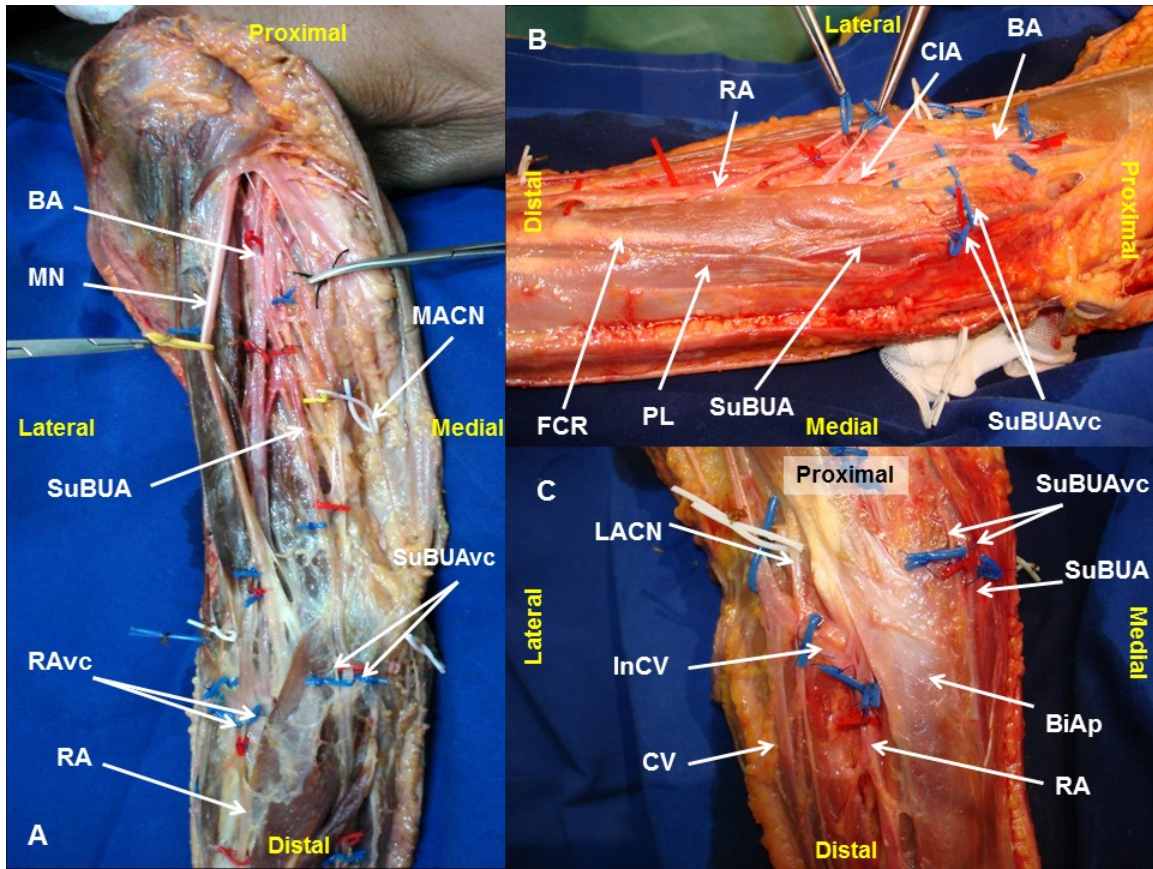 Proximal
BA
MN
MACN
Lateral
Medial
SuBUA
SuBUAvc
RAvc
RA
A
Distal
B
Lateral
CIA
BA
RA
Distal
Proximal
FCR
PL
SuBUA
Medial
SuBUAvc
C
Proximal
SuBUAvc
LACN
SuBUA
Lateral
Medial
InCV
BiAp
CV
RA
Distal